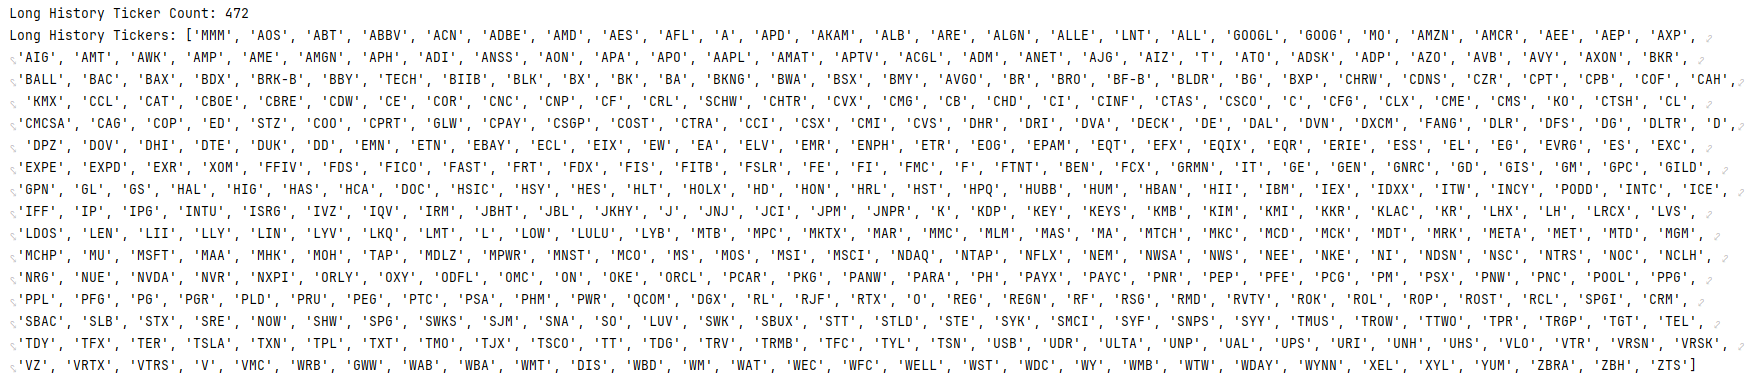 Long History Ticker Count: 472
Long History Tickers: ['MMM', 'AOS', 'ABT', 'ABBV', 'ACN', 'ADBE', 'AMD', 'AES', 'AFL', 'A', 'APD', 'AKAM', 'ALB', 'ARE', 'ALGN', 'ALLE', 'LNT', 'ALL', 'GOOGL', 'GOOG', 'MO', 'AMZN', 'AMCR', 'AEE', 'AEP', 'AXP',
'AIG', 'AMT', 'AWK', 'AMP', 'AME', 'AMGN', 'APH', 'ADI', 'ANSS', 'AON', 'APA', 'APO', 'AAPL', 'AMAT', 'APTV', 'ACGL', 'ADM', 'ANET', 'AJG', 'AIZ', 'T', 'ATO', 'ADSK', 'ADP', 'AZO', 'AVB', 'AVY', 'AXON', 'BKR',
'BALL', 'BAC', 'BAX', 'BDX', 'BRK-B', 'BBY', 'TECH', 'BIIB', 'BLK', 'BX', 'BK', 'BA', 'BKNG', 'BWA', 'BSX', 'BMY', 'AVGO', 'BR', 'BRO', 'BF-B', 'BLDR', 'BG', 'BXP', 'CHRW', 'CDNS', 'CZR', 'CPT', 'CPB', 'COF', 'CAH',
'KMX', 'CCL', 'CAT', 'CBOE', 'CBRE', 'CDW', 'CE', 'COR', 'CNC', 'CNP', 'CF', 'CRL', 'SCHW', 'CHTR', 'CVX', 'CMG', 'CB', 'CHD', 'CI', 'CINF', 'CTAS', 'CSCO', 'C', 'CFG', 'CLX', 'CME', 'CMS', 'KO', 'CTSH', 'CL',
'CMCSA', 'CAG', 'COP', 'ED', 'STZ', 'COO', 'CPRT', 'GLW', 'CPAY', 'CSGP', 'COST', 'CTRA', 'CCI', 'CSX', 'CMI', 'CVS', 'DHR', 'DRI', 'DVA', 'DECK', 'DE', 'DAL', 'DVN', 'DXCM', 'FANG', 'DLR', 'DFS', 'DG', 'DLTR', 'D',
'DPZ', 'DOV', 'DHI', 'DTE', 'DUK', 'DD', 'EMN', 'ETN', 'EBAY', 'ECL', 'EIX', 'EW', 'EA', 'ELV', 'EMR', 'ENPH', 'ETR', 'EOG', 'EPAM', 'EQT', 'EFX', 'EQIX', 'EQR', 'ERIE', 'ESS', 'EL', 'EG', 'EVRG', 'ES', 'EXC',
'EXPE', 'EXPD', 'EXR', 'XOM', 'FFIV', 'FDS', 'FICO', 'FAST', 'FRT', 'FDX', 'FIS', 'FITB', 'FSLR', 'FE', 'FI', 'FMC', 'F', 'FTNT', 'BEN', 'FCX', 'GRMN', 'IT', 'GE', 'GEN', 'GNRC', 'GD', 'GIS', 'GM', 'GPC', 'GILD',
'GPN', 'GL', 'GS', 'HAL', 'HIG', 'HAS', 'HCA', 'DOC', 'HSIC', 'HSY', 'HES', 'HLT', 'HOLX', 'HD', 'HON', 'HRL', 'HST', 'HPQ', 'HUBB', 'HUM', 'HBAN', 'HII', 'IBM', 'IEX', 'IDXX', 'ITW', 'INCY', 'PODD', 'INTC', 'ICE',
'IFF', 'IP', 'IPG', 'INTU', 'ISRG', 'IVZ', 'IQV', 'IRM', 'JBHT', 'JBL', 'JKHY', 'J', 'JNJ', 'JCI', 'JPM', 'JNPR', 'K', 'KDP', 'KEY', 'KEYS', 'KMB', 'KIM', 'KMI', 'KKR', 'KLAC', 'KR', 'LHX', 'LH', 'LRCX', 'LVS',
'LDOS', 'LEN', 'LII', 'LLY', 'LIN', 'LYV', 'LKQ', 'LMT', 'L', 'LOW', 'LULU', 'LYB', 'MTB', 'MPC', 'MKTX', 'MAR', 'MMC', 'MLM', 'MAS', 'MA', 'MTCH', 'MKC', 'MCD', 'MCK', 'MDT', 'MRK', 'META', 'MET', 'MTD', 'MGM',
'MCHP', 'MU', 'MSFT', 'MAA', 'MHK', 'MOH', 'TAP', 'MDLZ', 'MPWR', 'MNST', 'MCO', 'MS', 'MOS', 'MSI', 'MSCI', 'NDAQ', 'NTAP', 'NFLX', 'NEM', 'NWSA', 'NWS', 'NEE', 'NKE', 'NI', 'NDSN', 'NSC', 'NTRS', 'NOC', 'NCLH',
'NRG', 'NUE', 'NVDA', 'NVR', 'NXPI', 'ORLY', 'OXY', 'ODFL', 'OMC', 'ON', 'OKE', 'ORCL', 'PCAR', 'PKG', 'PANW', 'PARA', 'PH', 'PAYX', 'PAYC', 'PNR', 'PEP', 'PFE', 'PCG', 'PM', 'PSX', 'PNW', 'PNC', 'POOL', 'PPG',
'PPL', 'PFG', 'PG', 'PGR', 'PLD', 'PRU', 'PEG', 'PTC', 'PSA', 'PHM', 'PWR', 'QCOM', 'DGX', 'RL', 'RJF', 'RTX', 'O', 'REG', 'REGN', 'RF', 'RSG', 'RMD', 'RVTY', 'ROK', 'ROL', 'ROP', 'ROST', 'RCL', 'SPGI', 'CRM',
'SBAC', 'SLB', 'STX', 'SRE', 'NOW', 'SHW', 'SPG', 'SWKS', 'SJM', 'SNA', 'SO', 'LUV', 'SWK', 'SBUX', 'STT', 'STLD', 'STE', 'SYK', 'SMCI', 'SYF', 'SNPS', 'SYY', 'TMUS', 'TROW', 'TTWO', 'TPR', 'TRGP', 'TGT', 'TEL',
'TDY', 'TFX', 'TER', 'TSLA', 'TXN', 'TPL', 'TXT', 'TMO', 'TJX', 'TSCO', 'TT', 'TDG', 'TRV', 'TRMB', 'TFC', 'TYL', 'TSN', 'USB', 'UDR', 'ULTA', 'UNP', 'UAL', 'UPS', 'URI', 'UNH', 'UHS', 'VLO', 'VTR', 'VRSN', 'VRSK',
'VZ', 'VRTX', 'VTRS', 'V', 'VMC', 'WRB', 'GWW', 'WAB', 'WBA', 'WMT', 'DIS', 'WBD', 'WM', 'WAT', 'WEC', 'WFC', 'WELL', 'WST', 'WDC', 'WY', 'WMB', 'WTW', 'WDAY', 'WYNN', 'XEL', 'XYL', 'YUM', 'ZBRA', 'ZBH', 'ZTS']